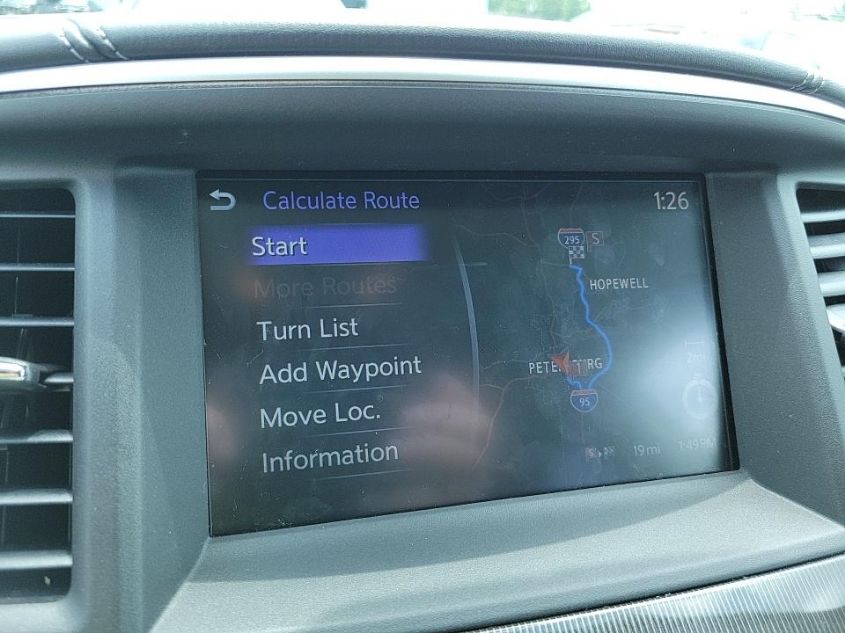 Calculate Route
1:26
Start
More Routes
Turn List
Add Waypoint
Move Loc.
Information
295
S
HOPEWELL
95
2mi
S
19 mi
1:49 PM